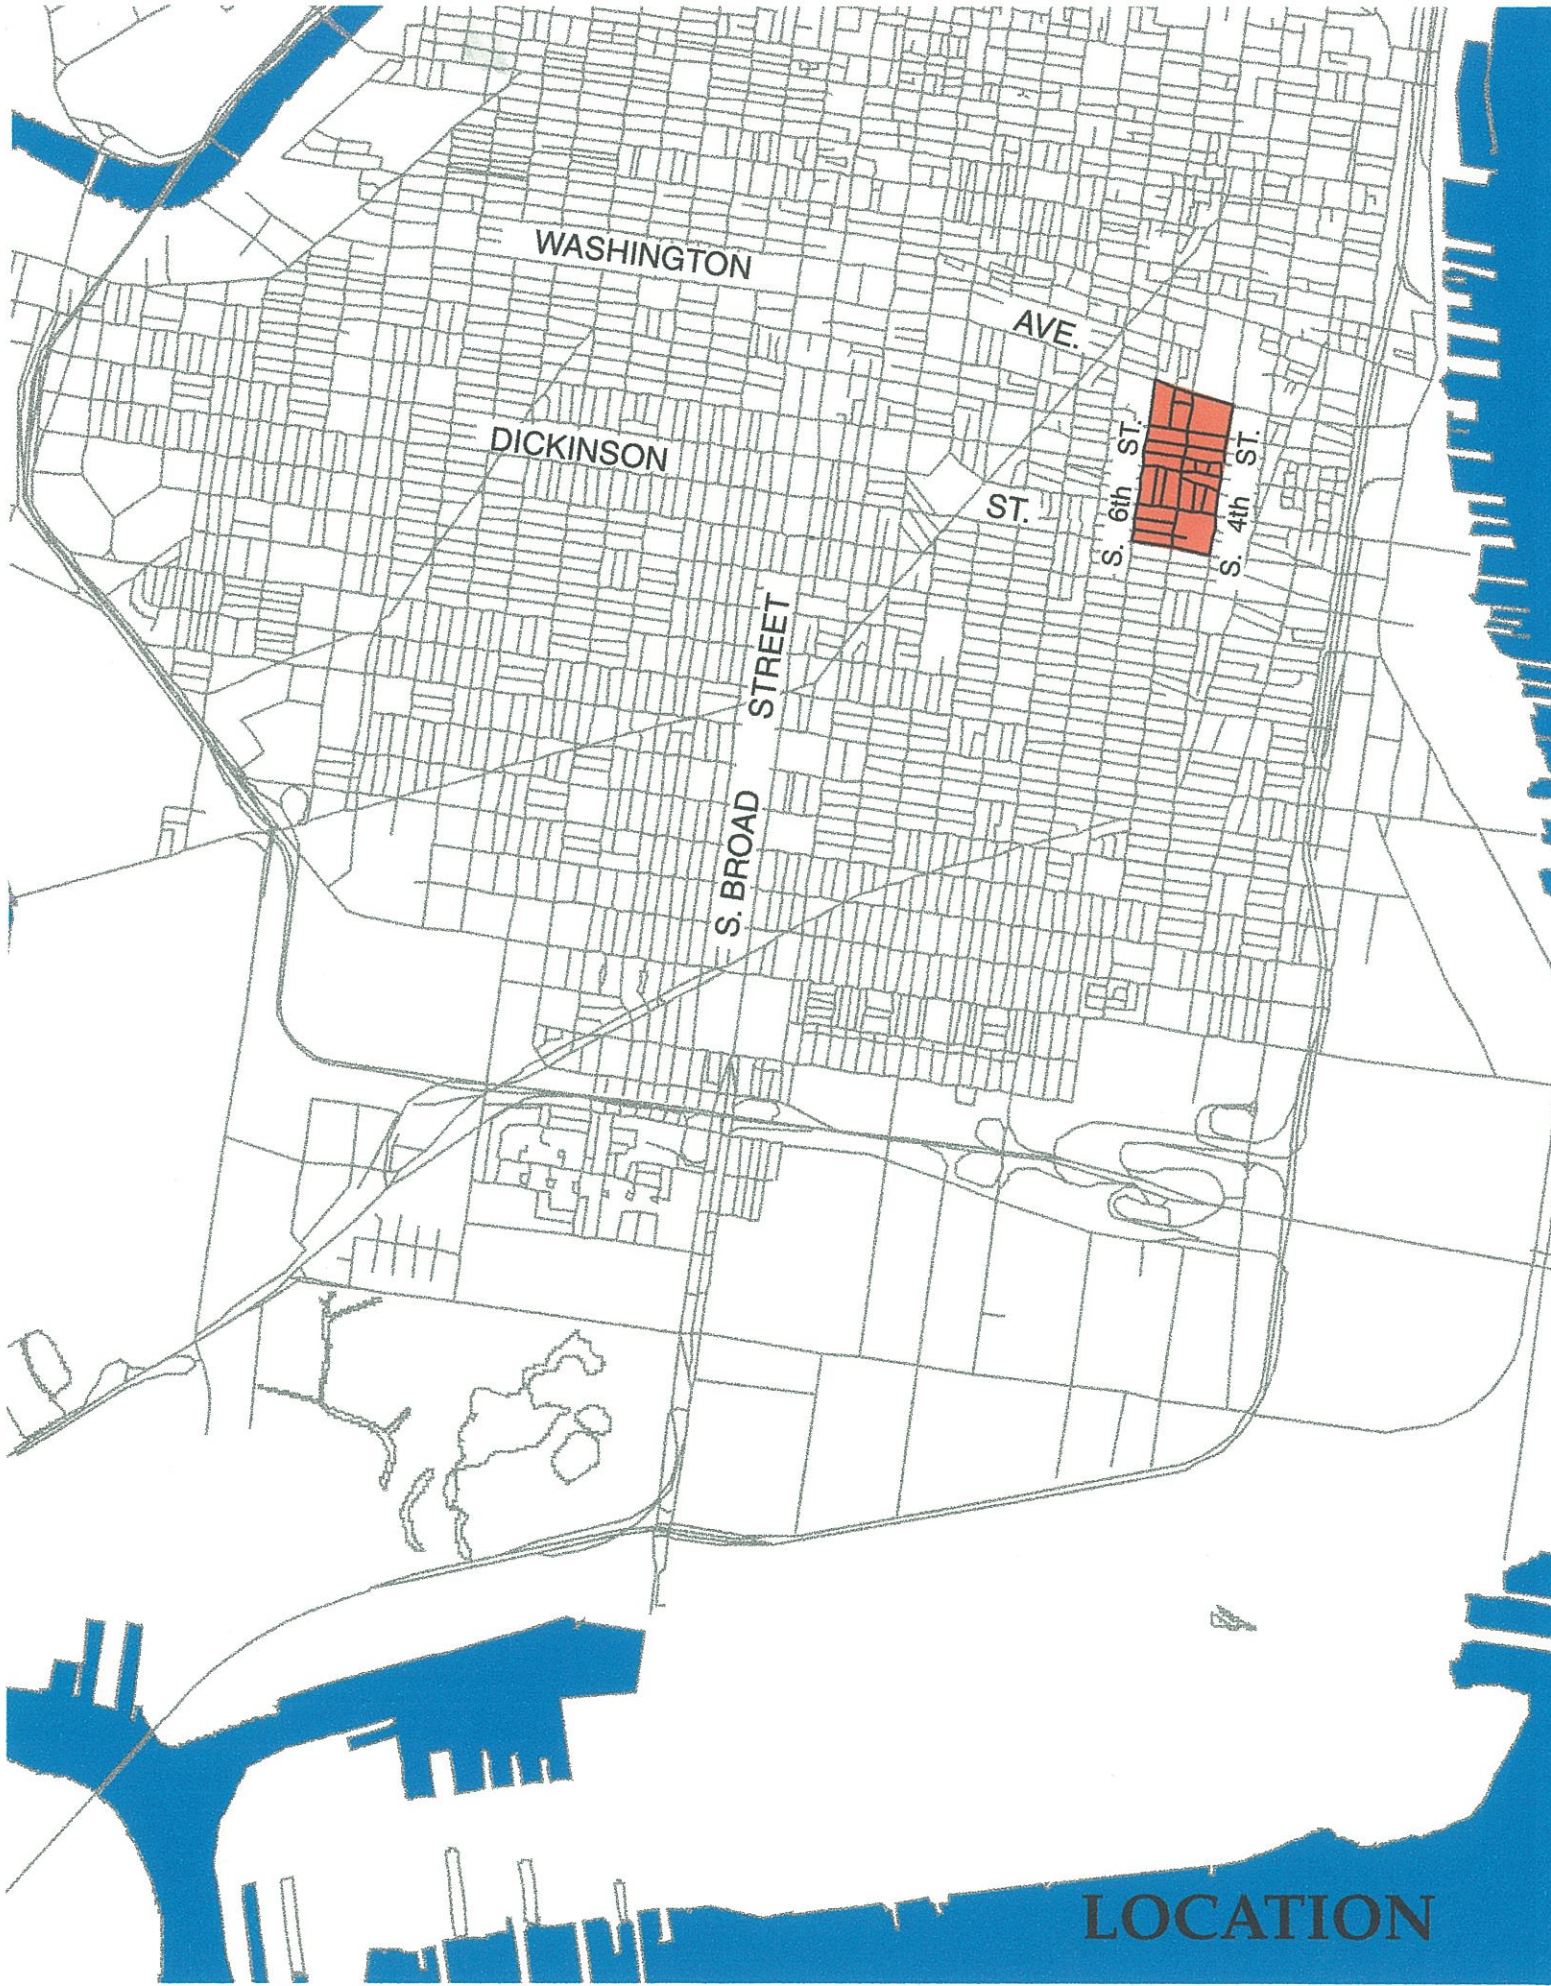 WASHINGTON
AVE.
DICKINSON
ST.
S. 6th ST.
S. 4th ST.
S. BROAD STREET
LOCATION